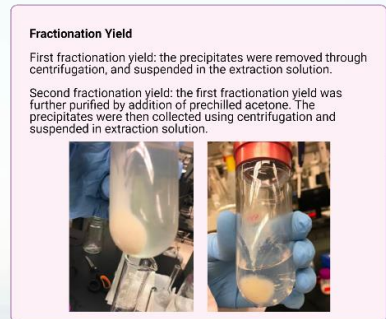 Fractionation Yield
First fractionation yield: the precipitates were removed through
centrifugation, and suspended in the extraction solution.
Second fractionation yield: the first fractionation yield was
further purified by addition of prechilled acetone. The
precipitates were then collected using centrifugation and
suspended in extraction solution.